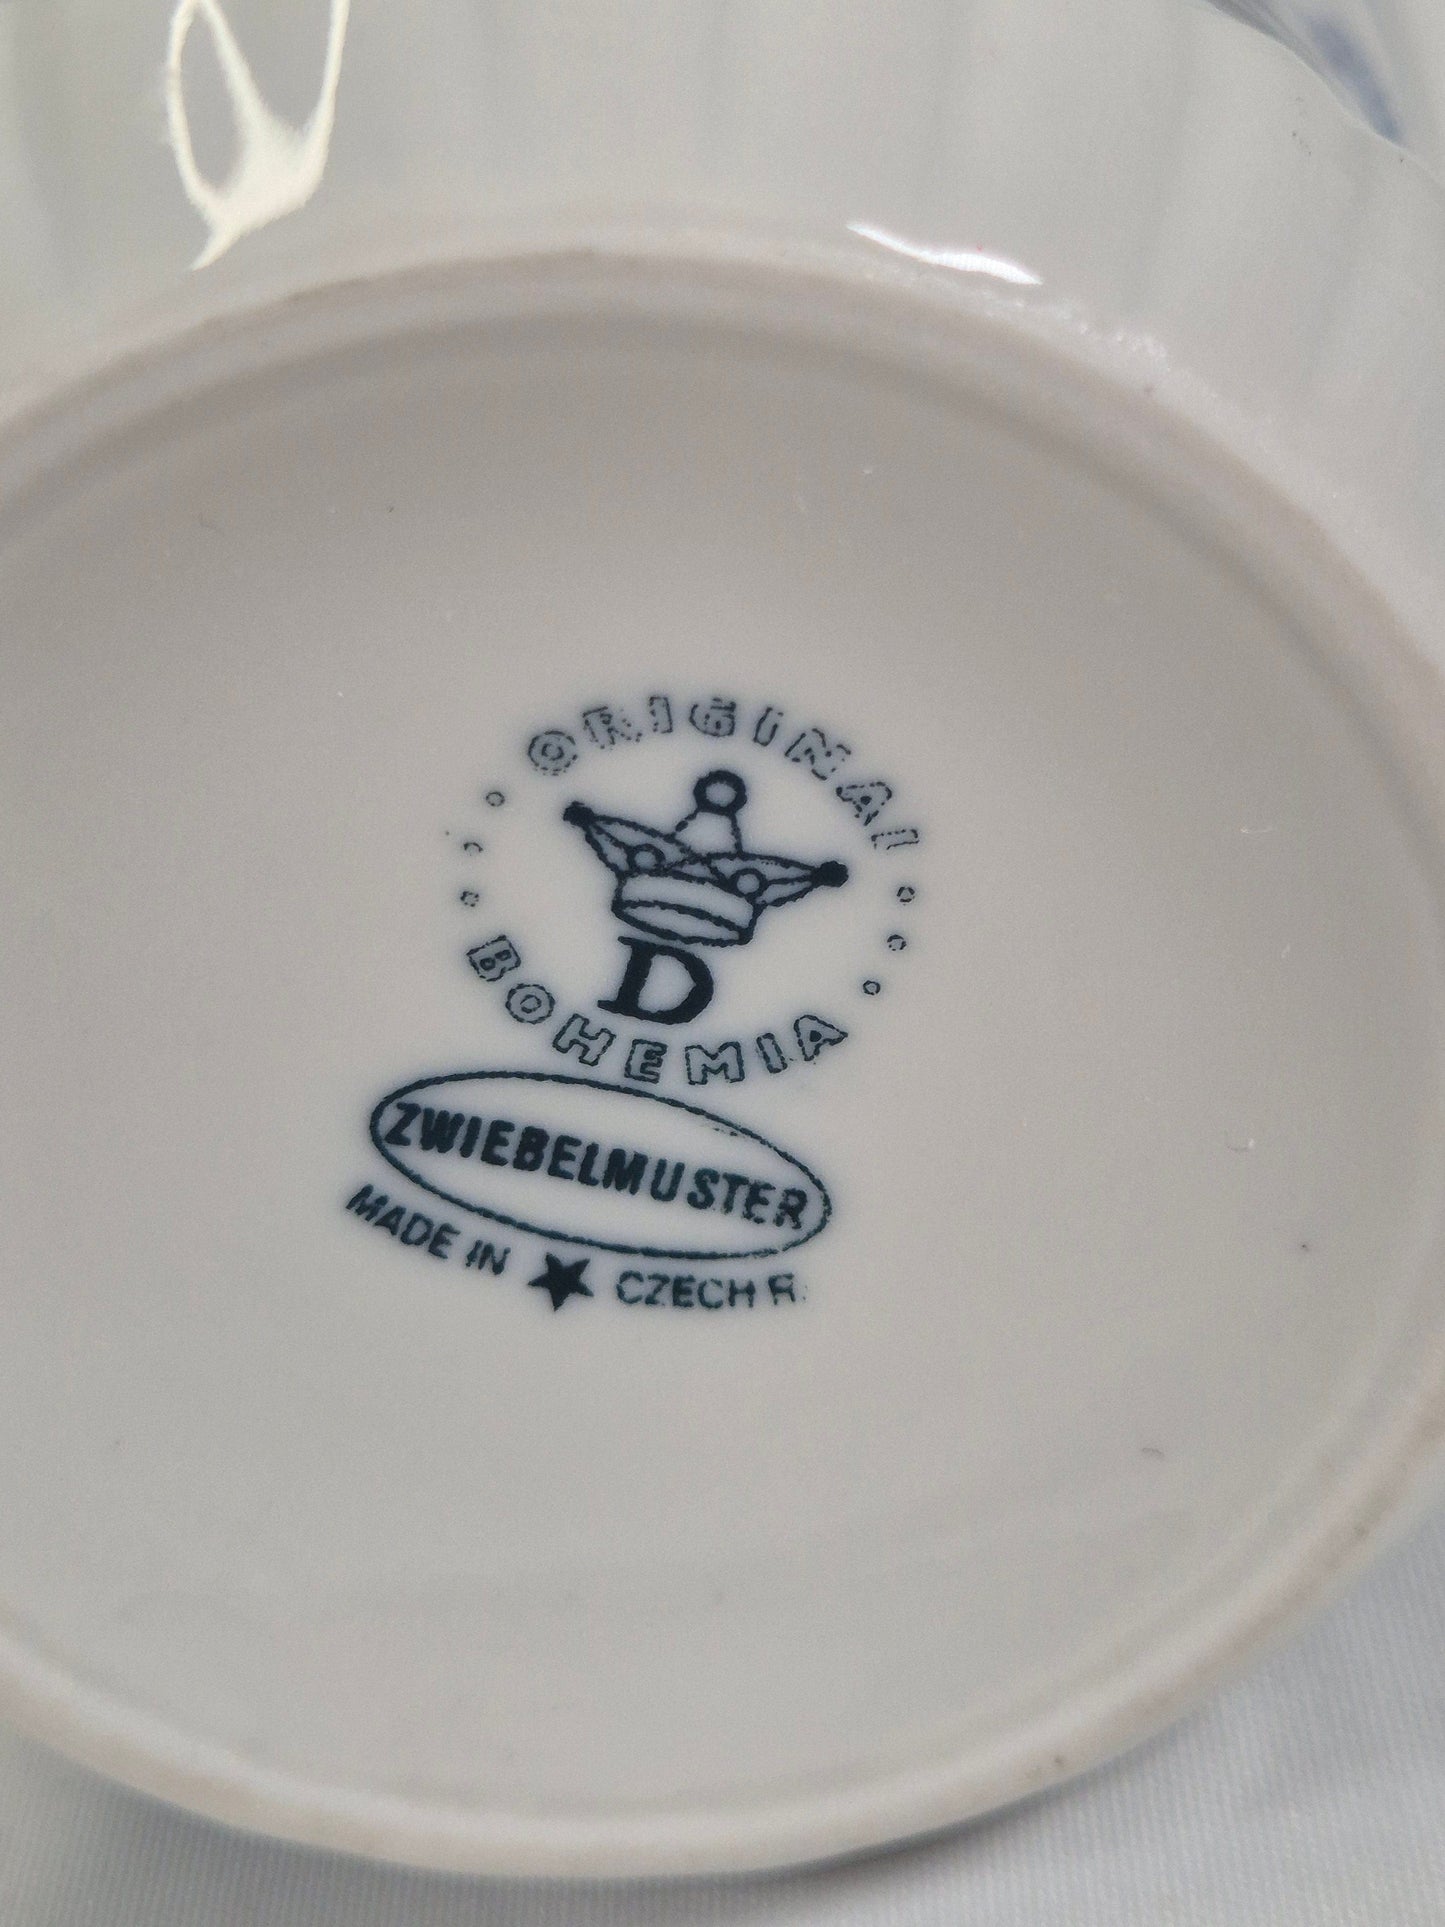 ORIGINAL
D
BOHEMIA
ZWIEBELMUSTER
MADE IN ★ CZECH R.